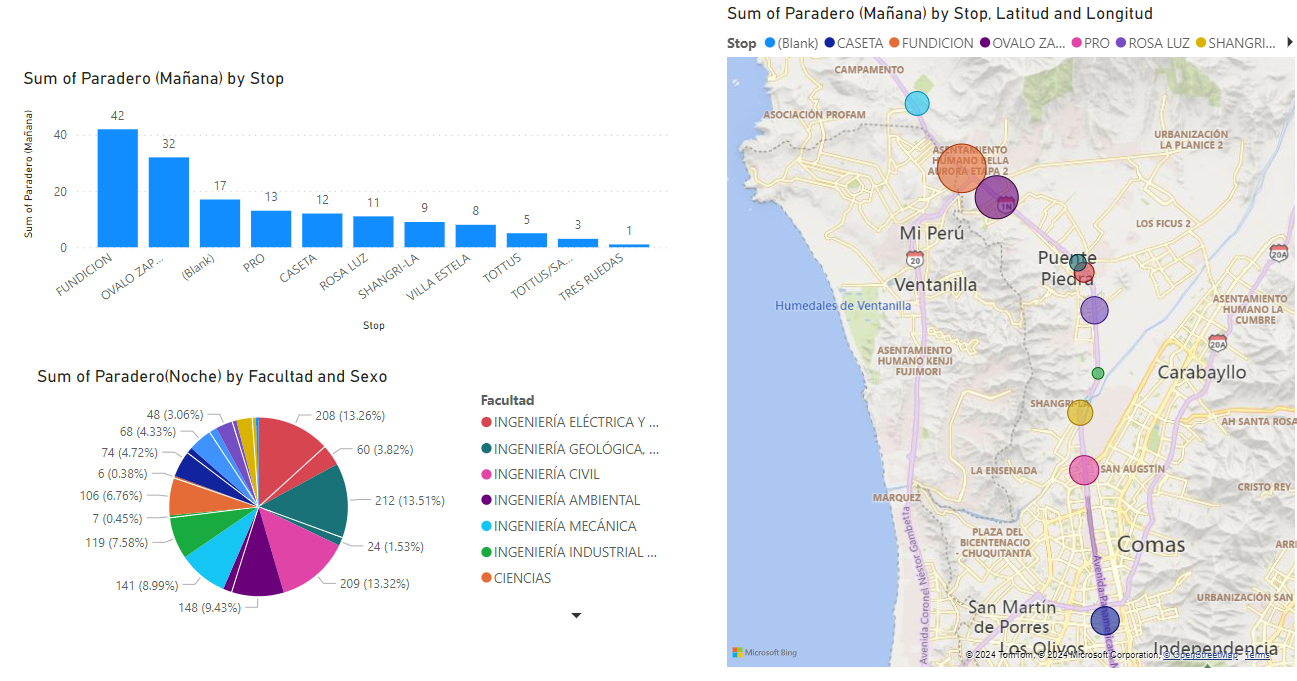 Sum of Paradero (Mañana) by Stop
Sum of Paradero (Mañana)
40
20
0
42
32
17
13
12
11
9
8
5
3
1
FUNDICION
OVALO ZAP...
(Blank)
PRO
CASETA
ROSA LUZ
SHANGRI-LA
VILLA ESTELA
TOTTUS
TOTTUS/SA...
TRES RUEDAS
Stop
Sum of Paradero(Noche) by Facultad and Sexo
208 (13.26%)
60 (3.82%)
212 (13.51%)
24 (1.53%)
209 (13.32%)
148 (9.43%)
141 (8.99%)
119 (7.58%)
7 (0.45%)
106 (6.76%)
6 (0.38%)
74 (4.72%)
68 (4.33%)
48 (3.06%)
Facultad
INGENIERÍA ELÉCTRICA Y ...
INGENIERÍA GEOLÓGICA, ...
INGENIERÍA CIVIL
INGENIERÍA AMBIENTAL
INGENIERÍA MECÁNICA
INGENIERÍA INDUSTRIAL ...
CIENCIAS
Sum of Paradero (Mañana) by Stop, Latitud and Longitud
Stop (Blank) CASETA FUNDICION OVALO ZA... PRO ROSA LUZ SHANGRI...
CAMPAMENTO
ASOCIACIÓN PROFAM
URBANIZACIÓN
LA PLANICE 2
ASENTAMIENTO
HUMANO BELLA
AURORA ETAPA 2
1N
LOS FICUS 2
Mi Perú
20
20A
Puente
Piedra
Ventanilla
Humedales de Ventanilla
ASENTAMIENTO
HUMANO LA
CUMBRE
20A
ASENTAMIENTO
HUMANO KENJI
FUJIMORI
Carabayllo
SHANGRI-LA
AH SANTA ROSA
LA ENSENADA
SAN AUGSTÍN
CRISTO REY
MARQUEZ
PLAZA DEL
BICENTENACIO
CHUQUITANTA
Comas
ARRI
Avenida Coronel Néstor Gambetta
URBANIZACIÓN SAN
San Martín
de Porres
Los Olivos
Independencia
Microsoft Bing
© 2024 TomTom, © 2024 Microsoft Corporation, © OpenStreetMap Terms